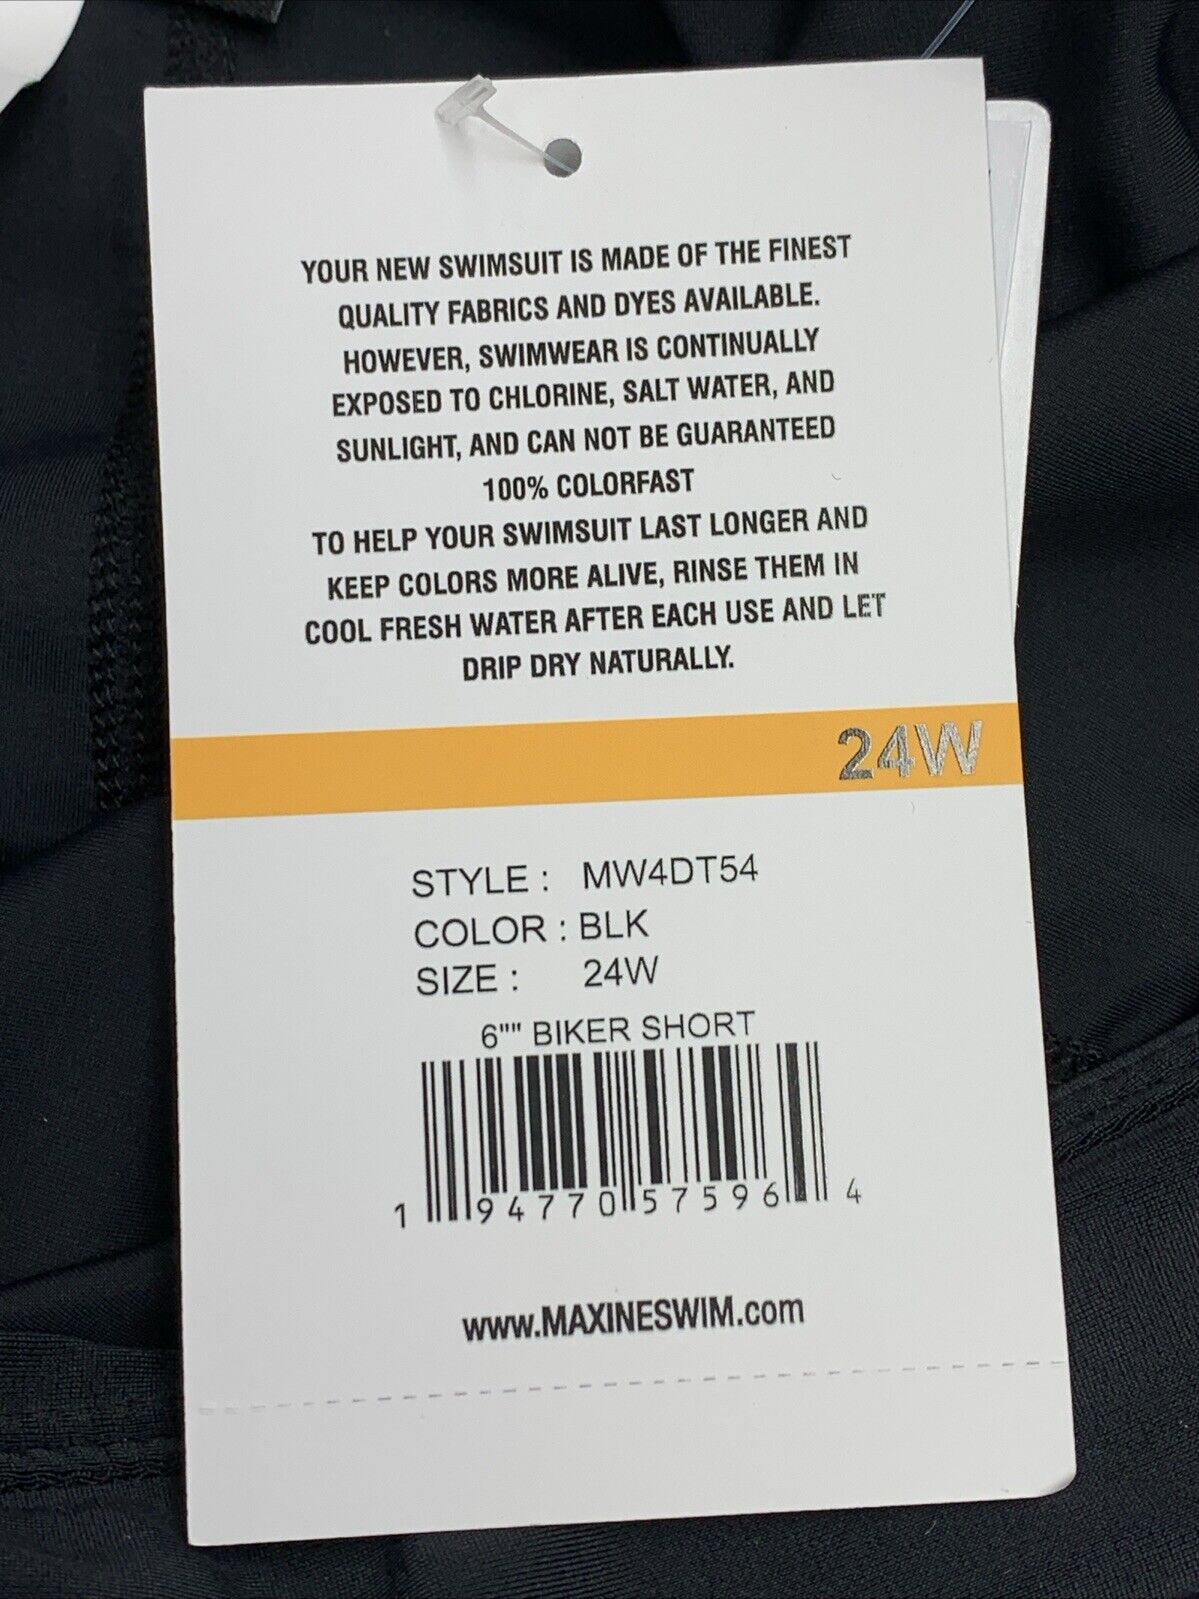 YOUR NEW SWIMSUIT IS MADE OF THE FINEST
QUALITY FABRICS AND DYES AVAILABLE.
HOWEVER, SWIMWEAR IS CONTINUALLY
EXPOSED TO CHLORINE, SALT WATER, AND
SUNLIGHT, AND CAN NOT BE GUARANTEED
100% COLORFAST
TO HELP YOUR SWIMSUIT LAST LONGER AND
KEEP COLORS MORE ALIVE, RINSE THEM IN
COOL FRESH WATER AFTER EACH USE AND LET
DRIP DRY NATURALLY.
24W
STYLE : MW4DT54
COLOR : BLK
SIZE : 24W
6"" BIKER SHORT
1 94770 57596 4
www.MAXINESWIM.com